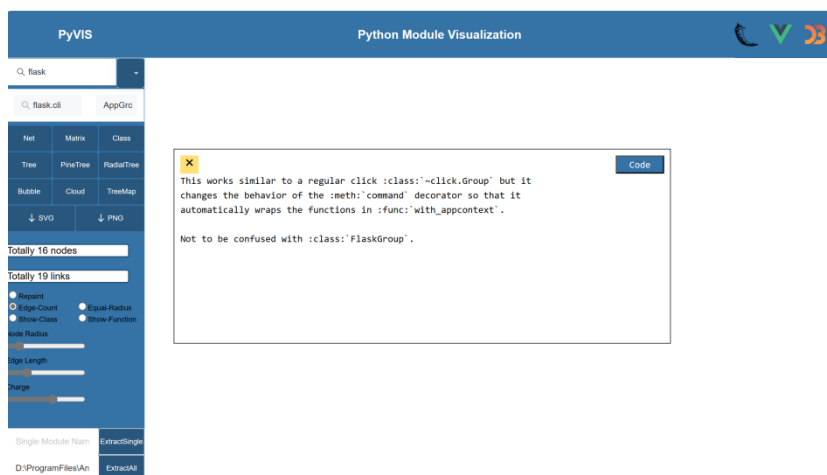 PyVIS
Python Module Visualization
flask
flask.cli
AppGrc
Net
Matrix
Class
Tree
PineTree
RadialTree
Bubble
Cloud
TreeMap
↓ SVG
↓ PNG
Totally 16 nodes
Totally 19 links
Repaint
Edge-Count
Equal-Radius
Show-Class
Show-Function
Node Radius
Edge Length
Charge
Single Module Nam
ExtractSingle
D:\ProgramFiles\An
ExtractAll
×
Code
This works similar to a regular click :class:`~click.Group` but it
changes the behavior of the :meth:`command` decorator so that it
automatically wraps the functions in :func:`with_appcontext`.
Not to be confused with :class:`FlaskGroup`.